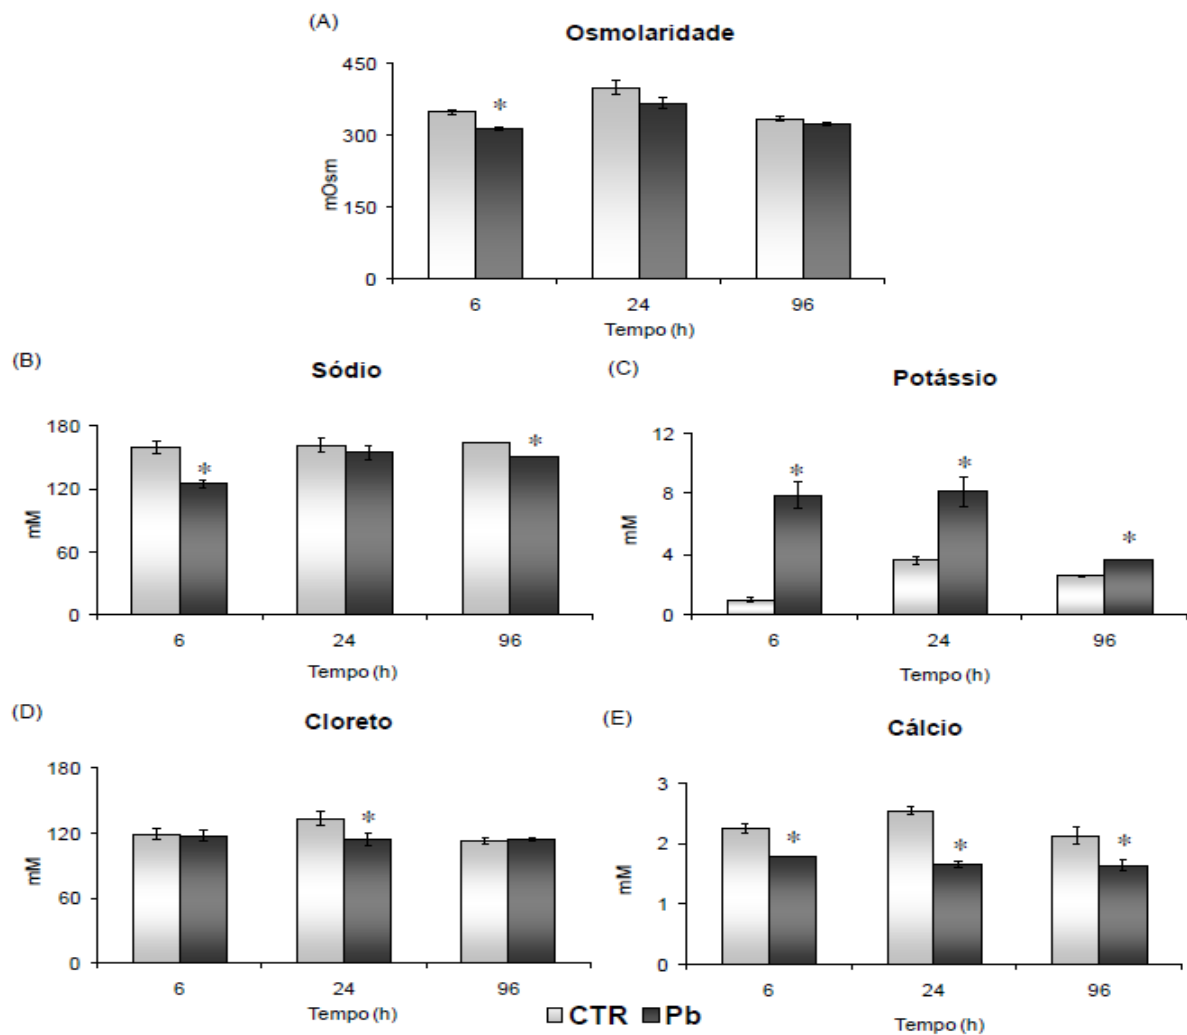 (A)
Osmolaridade
450
300
150
0
mOsm
*
6 24 96
Tempo (h)
(B)
Sódio
180
120
60
0
mM
* *
6 24 96
Tempo (h)
(C)
Potássio
12
8
4
0
mM
* * *
6 24 96
Tempo (h)
(D)
Cloreto
180
120
60
0
mM
*
6 24 96
Tempo (h)
(E)
Cálcio
3
2
1
0
mM
* * *
6 24 96
Tempo (h)
CTR Pb